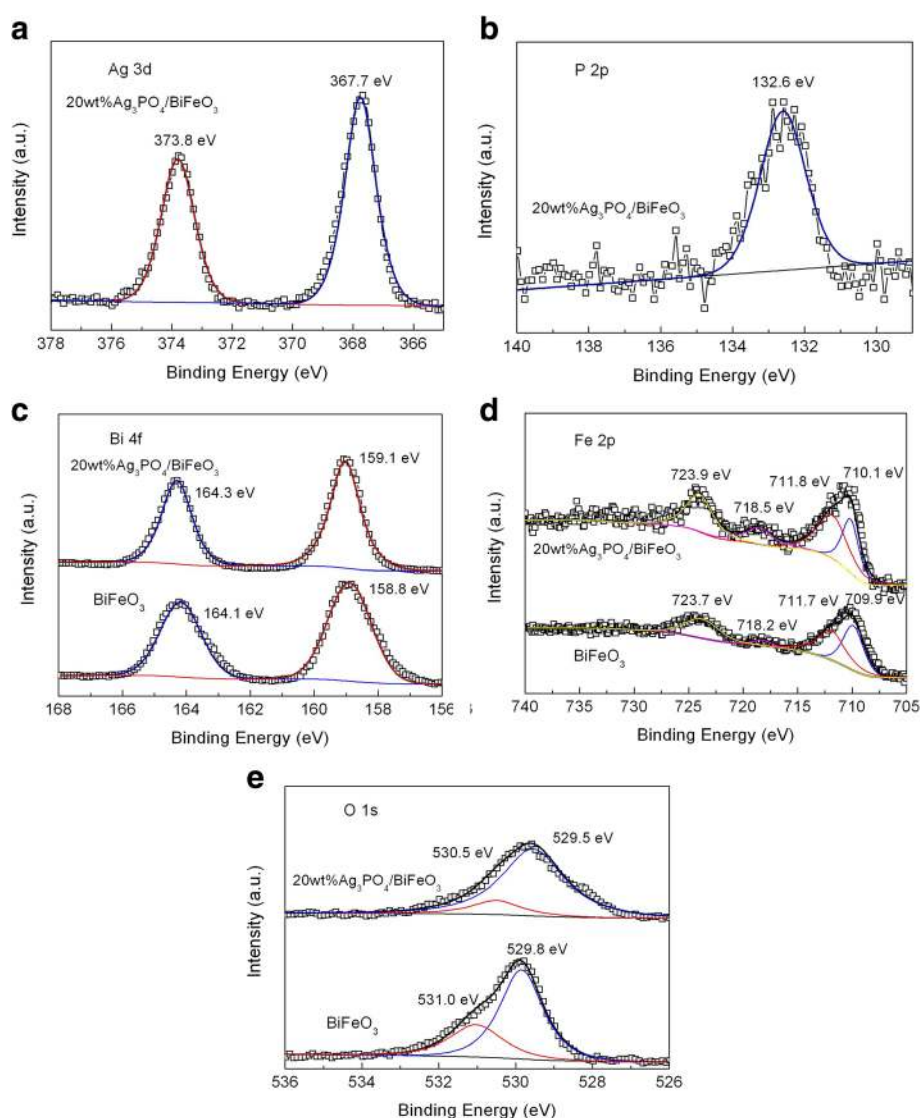 a
Ag 3d
20wt%Ag₃PO₄/BiFeO₃
373.8 eV
367.7 eV
Intensity (a.u.)
378 376 374 372 370 368 366
Binding Energy (eV)
b
P 2p
132.6 eV
20wt%Ag₃PO₄/BiFeO₃
Intensity (a.u.)
140 138 136 134 132 130
Binding Energy (eV)
c
Bi 4f
20wt%Ag₃PO₄/BiFeO₃
164.3 eV
159.1 eV
BiFeO₃
164.1 eV
158.8 eV
Intensity (a.u.)
168 166 164 162 160 158 156
Binding Energy (eV)
d
Fe 2p
723.9 eV
718.5 eV
711.8 eV
710.1 eV
20wt%Ag₃PO₄/BiFeO₃
723.7 eV
718.2 eV
711.7 eV
709.9 eV
BiFeO₃
Intensity (a.u.)
740 735 730 725 720 715 710 705
Binding Energy (eV)
e
O 1s
530.5 eV
529.5 eV
20wt%Ag₃PO₄/BiFeO₃
529.8 eV
531.0 eV
BiFeO₃
Intensity (a.u.)
536 534 532 530 528 526
Binding Energy (eV)